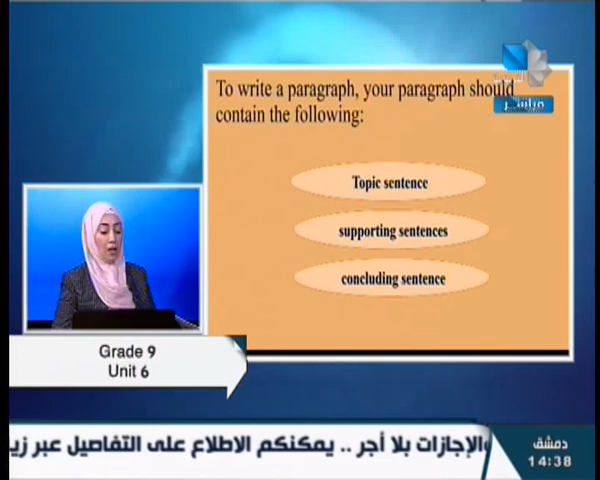 To write a paragraph, your paragraph should
contain the following:
مباشر
Topic sentence
supporting sentences
concluding sentence
Grade 9
Unit 6
والإجازات بلا أجر .. يمكنكم الاطلاع على التفاصيل عبر
دمشق
14:38